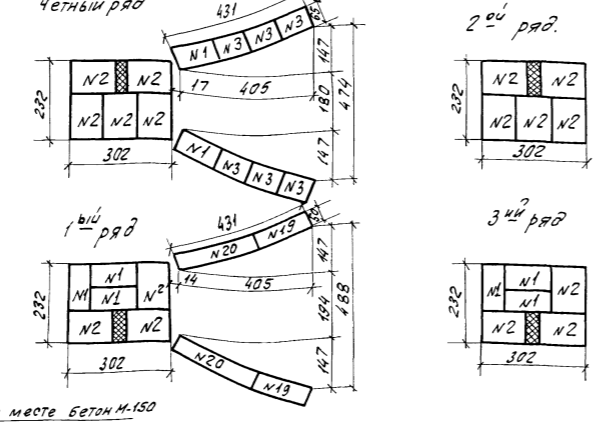 Четный ряд
431
65
2ой ряд.
N1 N3 N3 N3
147
N2 N2
17 405
N2 N2
232
180 474
232
N2 N2 N2
N2 N2 N2
302
N1 N3 N3 N3
147
302
1ый ряд
431
50
3ий ряд
N20 N19
147
14 405
N1 N1 N1 N2
232
194 488
N1 N1 N1 N2
232
N2 N2
N2 N2
302
N20 N19
147
302
месте бетон М-150